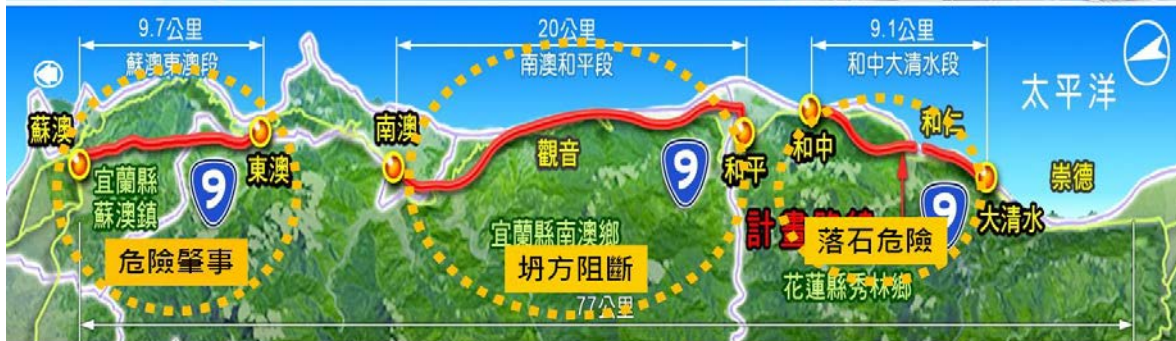 9.7公里
蘇澳東澳段
20公里
南澳和平段
9.1公里
和中大清水段
太平洋
蘇澳
東澳
南澳
觀音
和平
和中
和仁
大清水
崇德
宜蘭縣
蘇澳鎮
9
9
9
宜蘭縣南澳鄉
計畫路線
花蓮縣秀林鄉
危險肇事
坍方阻斷
落石危險
77公里